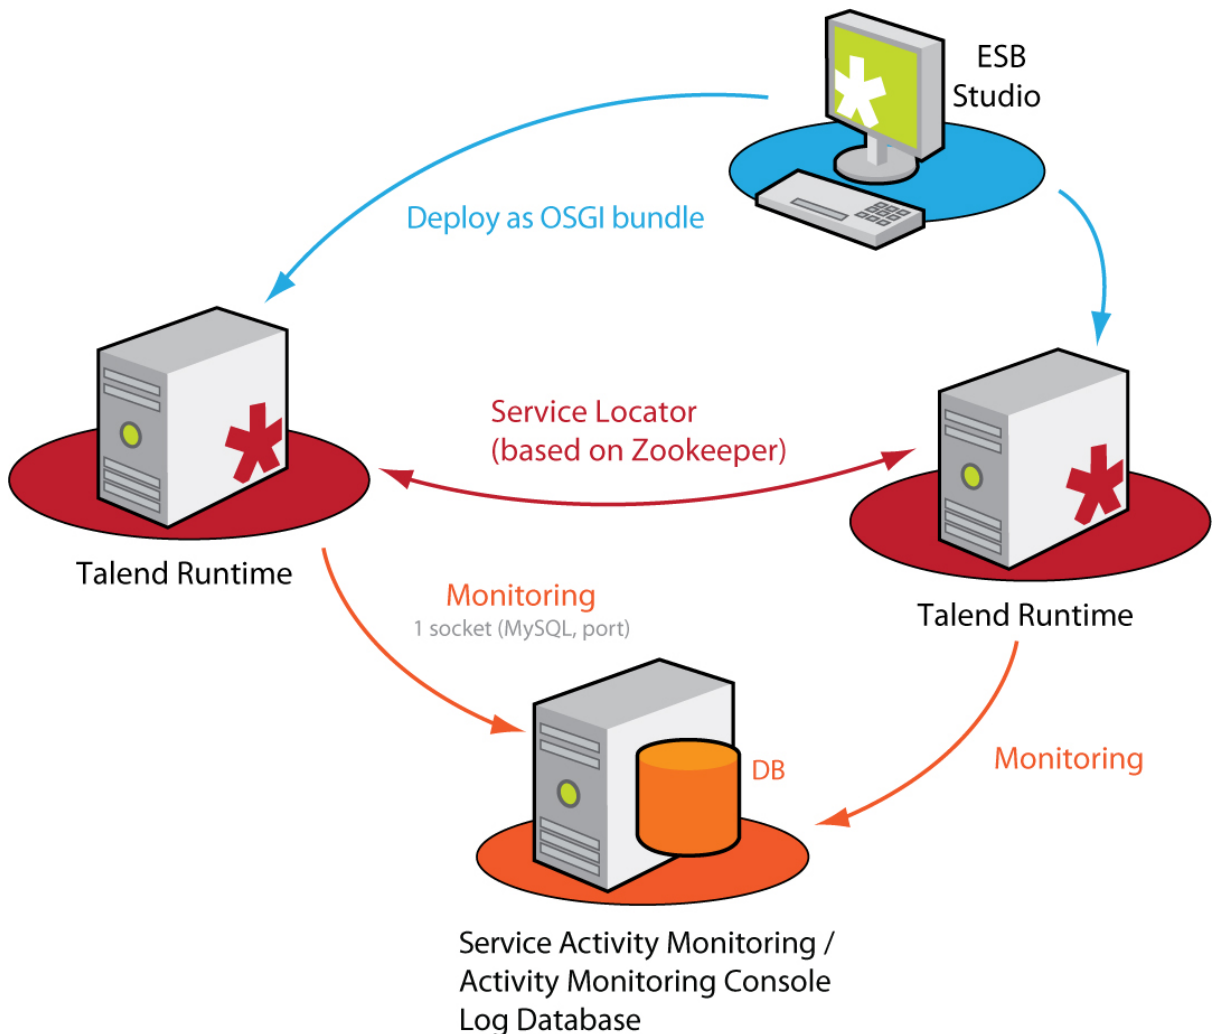 ESB
Studio
Deploy as OSGI bundle
Service Locator
(based on Zookeeper)
Talend Runtime
Monitoring
1 socket (MySQL, port)
Talend Runtime
DB
Monitoring
Service Activity Monitoring /
Activity Monitoring Console
Log Database